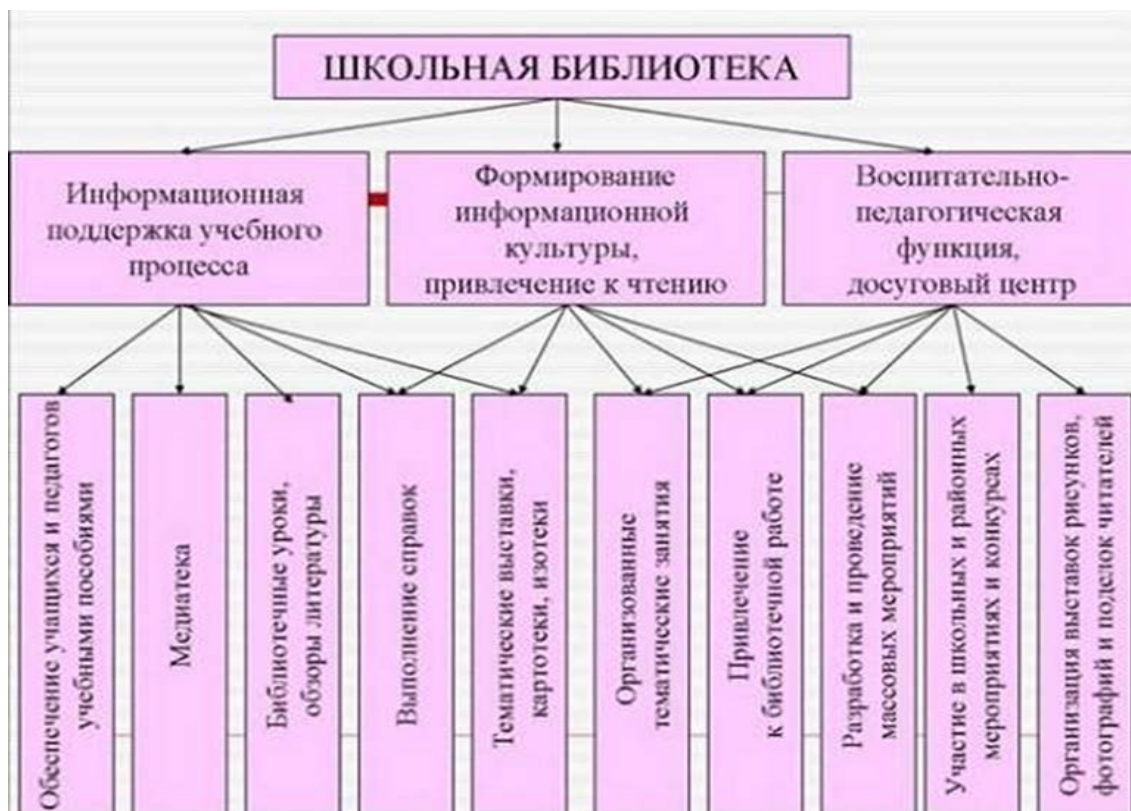 ШКОЛЬНАЯ БИБЛИОТЕКА
Информационная
поддержка учебного
процесса
Формирование
информационной
культуры,
привлечение к чтению
Воспитательно-
педагогическая
функция,
досуговый центр
Обеспечение учащихся и педагогов
учебными пособиями
Медиатека
Библиотечные уроки,
обзоры литературы
Выполнение справок
Тематические выставки,
картотеки, изотеки
Организованные
тематические занятия
Привлечение
к библиотечной работе
Разработка и проведение
массовых мероприятий
Участие в школьных и районных
мероприятиях и конкурсах
Организация выставок рисунков,
фотографий и поделок читателей